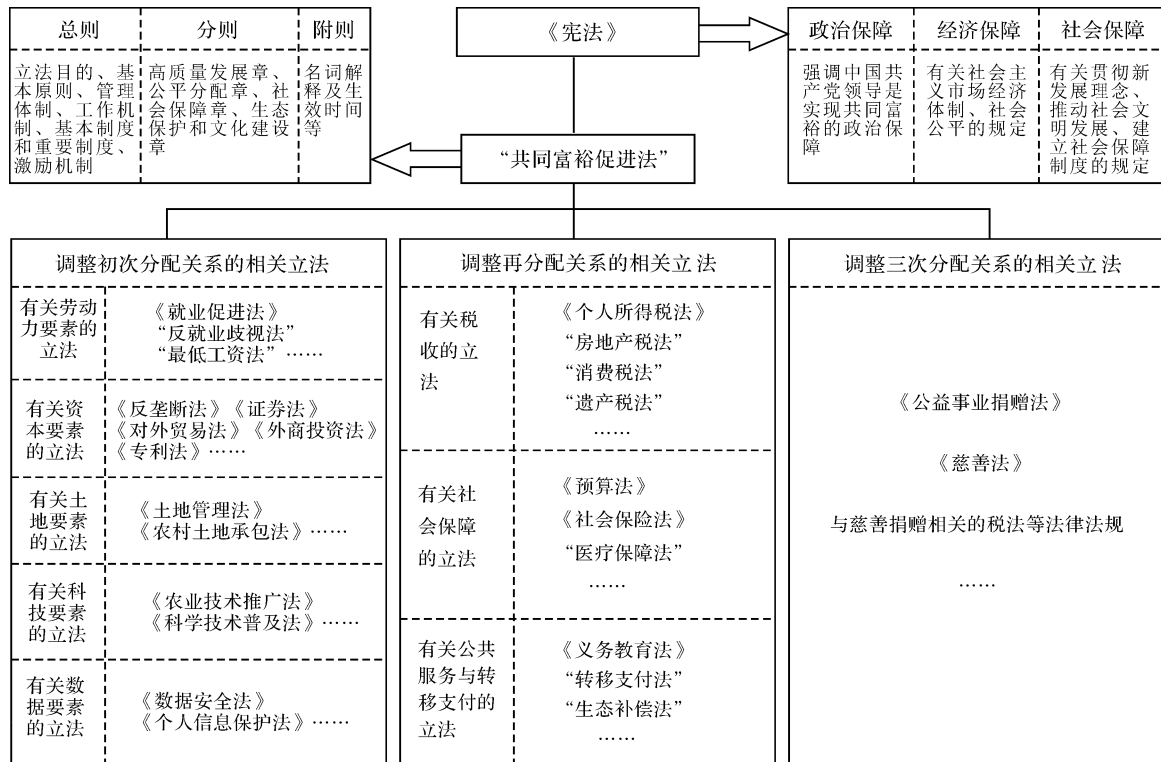 总则
立法目的、基
本原则、管理
体制、工作机
制、基本制度
和重要制度、
激励机制
分则
高质量发展章、
公平分配章、社
会保障章、生态
保护和文化建设
章
附则
名词解
释及生
效时间
等
《宪法》
政治保障
强调中国共
产党领导是
实现共同富
裕的政治保
障
经济保障
有关社会主
义市场经济
体制、社会
公平的规定
社会保障
有关贯彻新
发展理念、
推动社会文
明发展、建
立社会保障
制度的规定
“共同富裕促进法”
调整初次分配关系的相关立法
有关劳动
力要素的
立法
《就业促进法》
“反就业歧视法”
“最低工资法”……
有关资
本要素
的立法
《反垄断法》《证券法》
《对外贸易法》《外商投资法》
《专利法》……
有关土
地要素
的立法
《土地管理法》
《农村土地承包法》……
有关科
技要素
的立法
《农业技术推广法》
《科学技术普及法》……
有关数
据要素
的立法
《数据安全法》
《个人信息保护法》……
调整再分配关系的相关立法
有关税
收的立
法
《个人所得税法》
“房地产税法”
“消费税法”
“遗产税法”
……
有关社
会保障
的立法
《预算法》
《社会保险法》
“医疗保障法”
……
有关公共
服务与转
移支付的
立法
《义务教育法》
“转移支付法”
“生态补偿法”
……
调整三次分配关系的相关立法
《公益事业捐赠法》
《慈善法》
与慈善捐赠相关的税法等法律法规
……